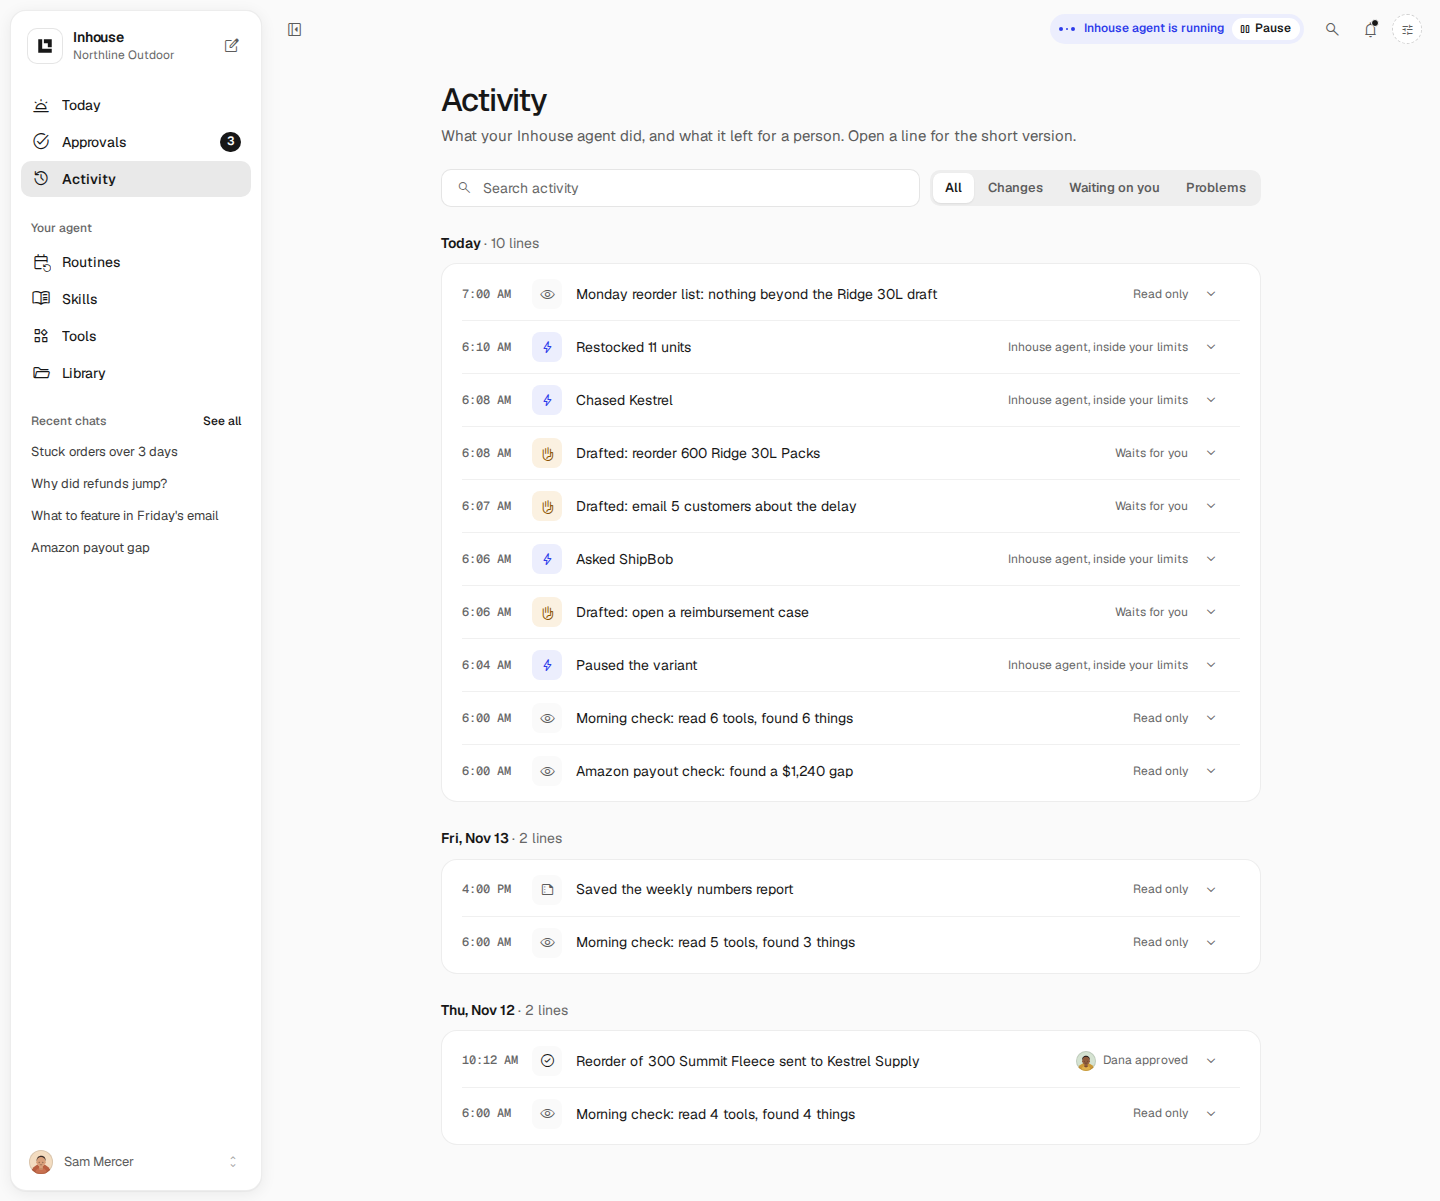 Inhouse
Northline Outdoor
Today
Approvals 3
Activity
Your agent
Routines
Skills
Tools
Library
Recent chats See all
Stuck orders over 3 days
Why did refunds jump?
What to feature in Friday's email
Amazon payout gap
Sam Mercer
Inhouse agent is running Pause
Activity
What your Inhouse agent did, and what it left for a person. Open a line for the short version.
Search activity
All Changes Waiting on you Problems
Today · 10 lines
7:00 AM Monday reorder list: nothing beyond the Ridge 30L draft Read only
6:10 AM Restocked 11 units Inhouse agent, inside your limits
6:08 AM Chased Kestrel Inhouse agent, inside your limits
6:08 AM Drafted: reorder 600 Ridge 30L Packs Waits for you
6:07 AM Drafted: email 5 customers about the delay Waits for you
6:06 AM Asked ShipBob Inhouse agent, inside your limits
6:06 AM Drafted: open a reimbursement case Waits for you
6:04 AM Paused the variant Inhouse agent, inside your limits
6:00 AM Morning check: read 6 tools, found 6 things Read only
6:00 AM Amazon payout check: found a $1,240 gap Read only
Fri, Nov 13 · 2 lines
4:00 PM Saved the weekly numbers report Read only
6:00 AM Morning check: read 5 tools, found 3 things Read only
Thu, Nov 12 · 2 lines
10:12 AM Reorder of 300 Summit Fleece sent to Kestrel Supply Dana approved
6:00 AM Morning check: read 4 tools, found 4 things Read only